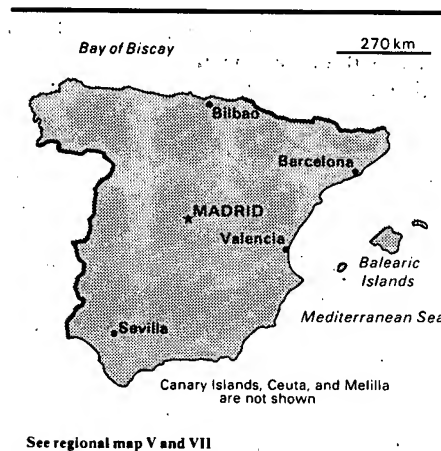 Bay of Biscay
270 km
Bilbao
Barcelona
MADRID
Valencia
Balearic
Islands
Mediterranean Sea
Sevilla
Canary Islands, Ceuta, and Melilla
are not shown
See regional map V and VII